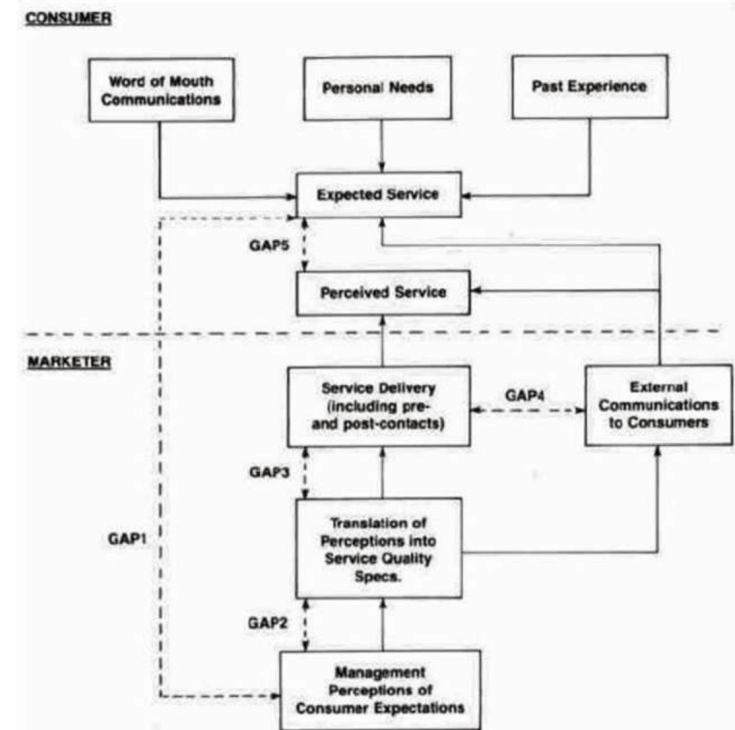 CONSUMER
Word of Mouth
Communications
Personal Needs
Past Experience
Expected Service
GAP5
Perceived Service
MARKETER
Service Delivery
(including pre-
and post-contacts)
GAP4
External
Communications
to Consumers
GAP3
Translation of
Perceptions into
Service Quality
Specs.
GAP1
GAP2
Management
Perceptions of
Consumer Expectations